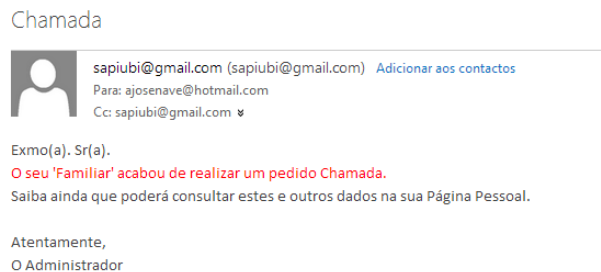 Chamada
sapiubi@gmail.com (sapiubi@gmail.com) Adicionar aos contactos
Para: ajosenave@hotmail.com
Cc: sapiubi@gmail.com
Exmo(a). Sr(a).
O seu 'Familiar' acabou de realizar um pedido Chamada.
Saiba ainda que poderá consultar estes e outros dados na sua Página Pessoal.
Atentamente,
O Administrador